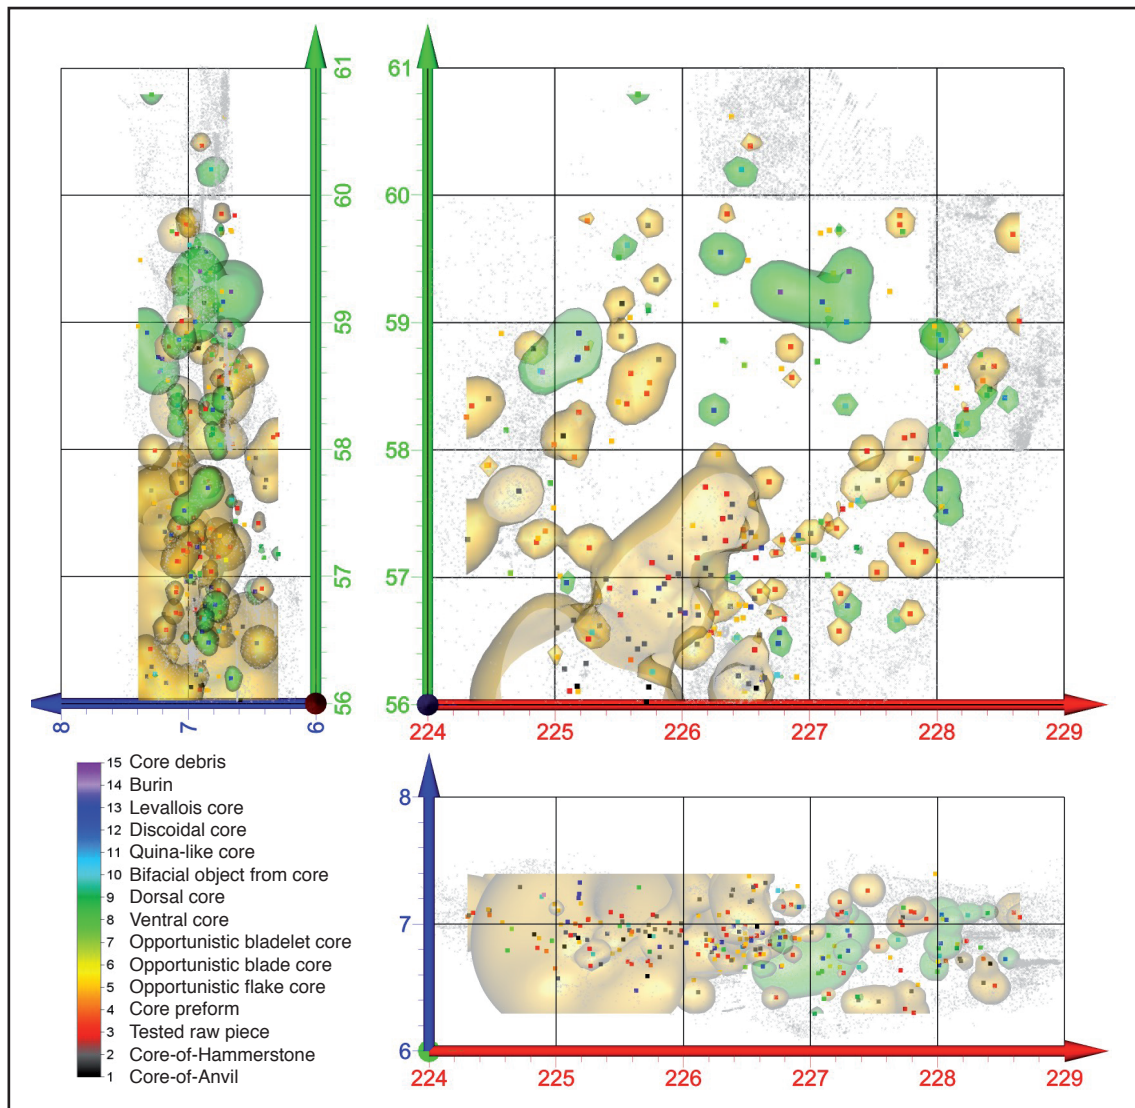 61
60
59
58
57
56
8
7
6
61
60
59
58
57
56
224
225
226
227
228
229
15 Core debris
14 Burin
13 Levallois core
12 Discoidal core
11 Quina-like core
10 Bifacial object from core
9 Dorsal core
8 Ventral core
7 Opportunistic bladelet core
6 Opportunistic blade core
5 Opportunistic flake core
4 Core preform
3 Tested raw piece
2 Core-of-Hammerstone
1 Core-of-Anvil
8
7
6
224
225
226
227
228
229